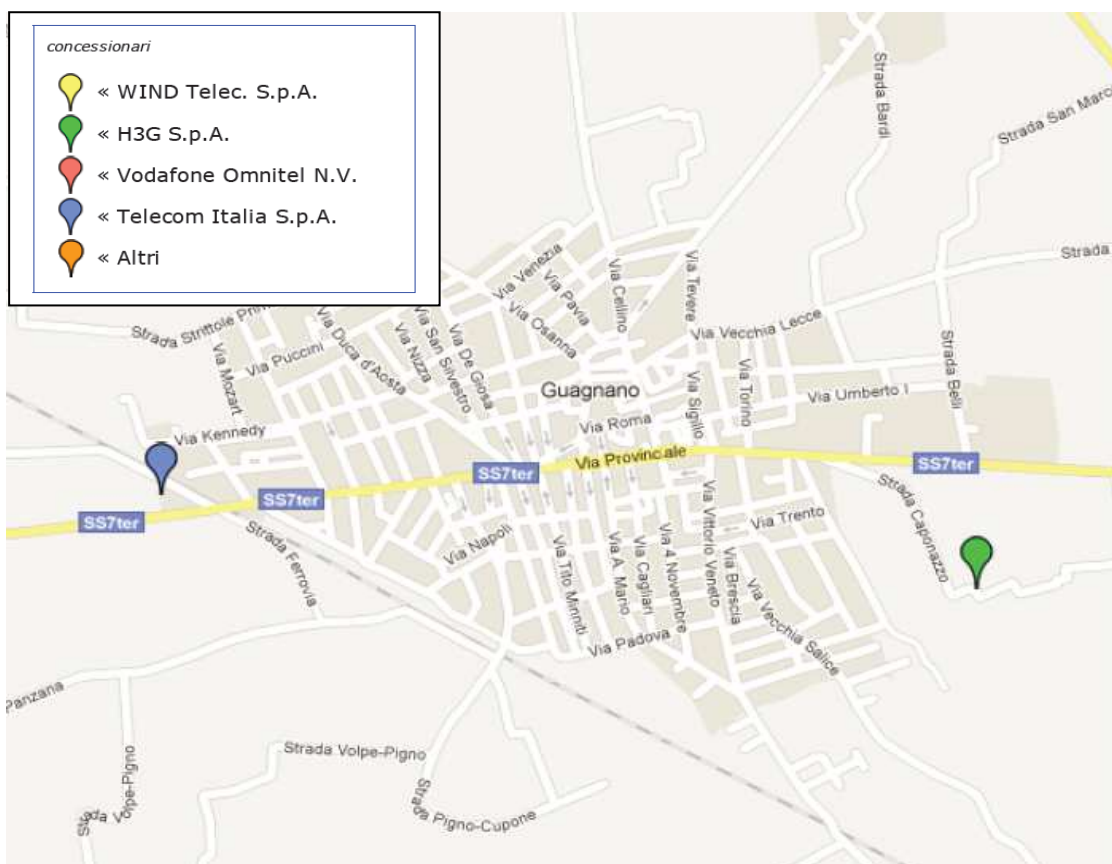 concessionari
« WIND Telec. S.p.A.
« H3G S.p.A.
« Vodafone Omnitel N.V.
« Telecom Italia S.p.A.
« Altri
Strada Bardi
Strada San Marci
Strada
Via Venezia
Via Pavia
Via Cellino
Via Tevere
Via Osanna
Via Vecchia Lecce
Strada Strittole Prin
Via Puccini
Via Mozart
Via Duca d'Aosta
Via Nizza
Via San Silvestro
Via De Giosa
Guagnano
Via Sigillo
Via Torino
Via Umberto I
Strada Belli
Via Kennedy
Via Roma
Via Provinciale
SS7ter
SS7ter
SS7ter
SS7ter
Strada Ferrovia
Via Napoli
Via Tito Minniti
Via A. Mario
Via Cagliari
Via 4 Novembre
Via Vittorio Veneto
Via Brescia
Via Trento
Strada Caponazzo
Via Vecchia Salice
Via Padova
Panzana
Strada Volpe-Pigno
Strada Volpe-Pigno
Strada Pigno-Cupone